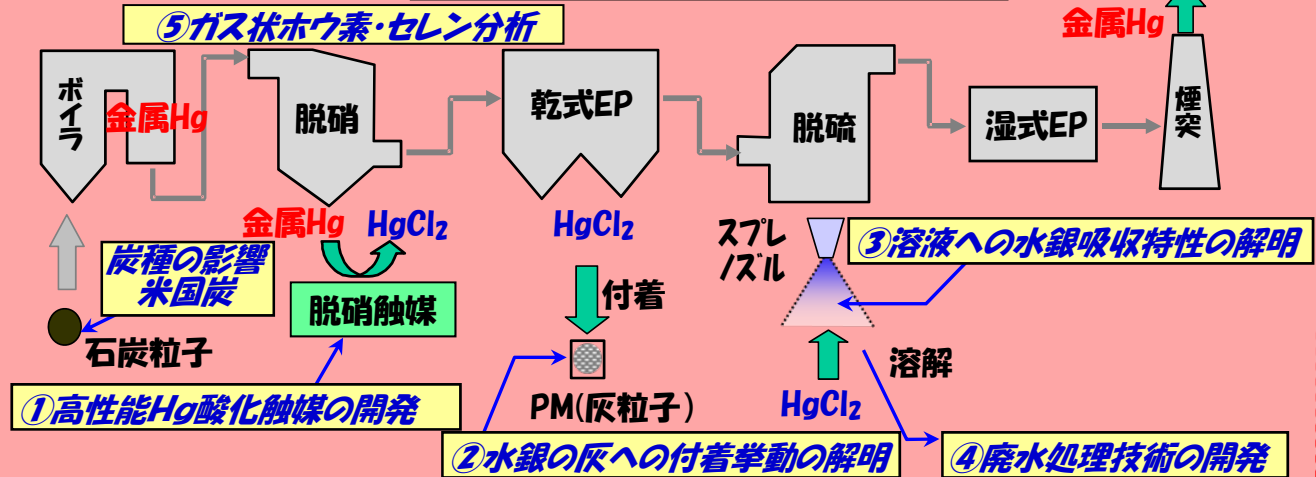 ⑤ガス状ホウ素・セレン分析
金属Hg
ボイラ
金属Hg
脱硝
乾式EP
脱硫
湿式EP
煙突
金属Hg HgCl2
HgCl2
スプレ
ノズル
③溶液への水銀吸収特性の解明
炭種の影響
米国炭
脱硝触媒
付着
石炭粒子
溶解
①高性能Hg酸化触媒の開発
PM(灰粒子)
HgCl2
②水銀の灰への付着挙動の解明
④廃水処理技術の開発